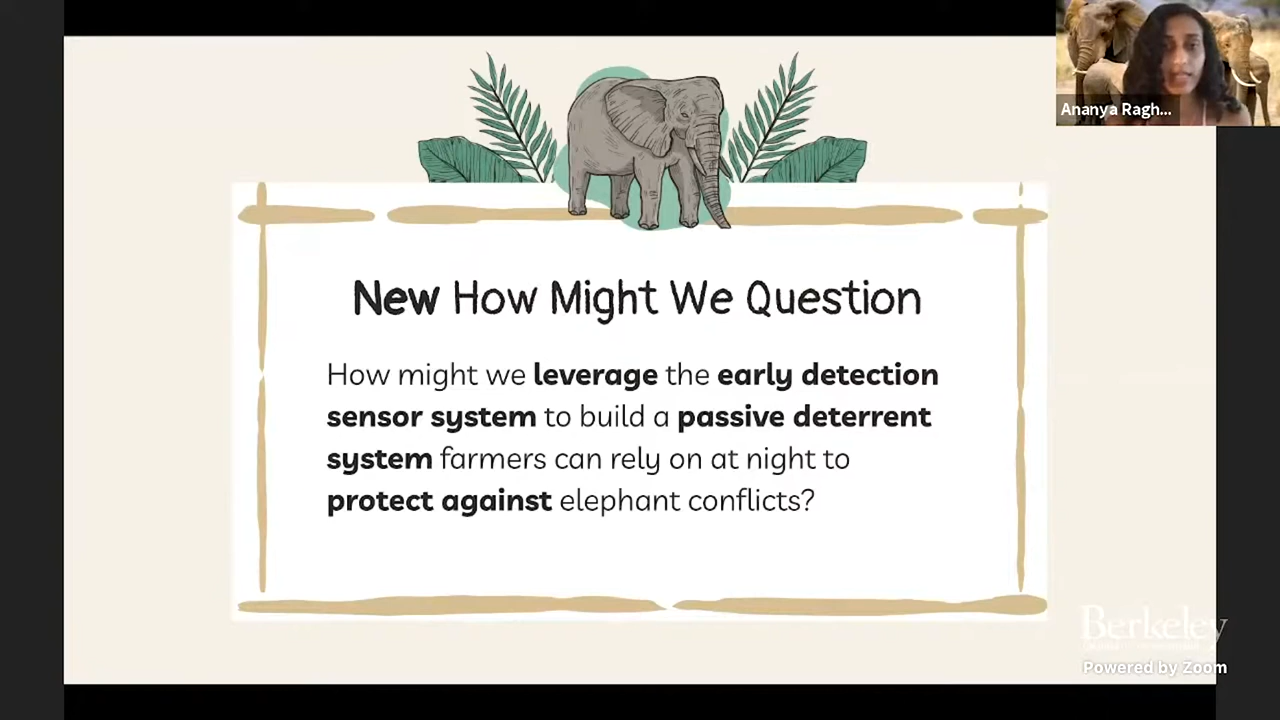 Ananya Ragh...
New How Might We Question
How might we leverage the early detection
sensor system to build a passive deterrent
system farmers can rely on at night to
protect against elephant conflicts?
Berkeley
Powered by Zoom